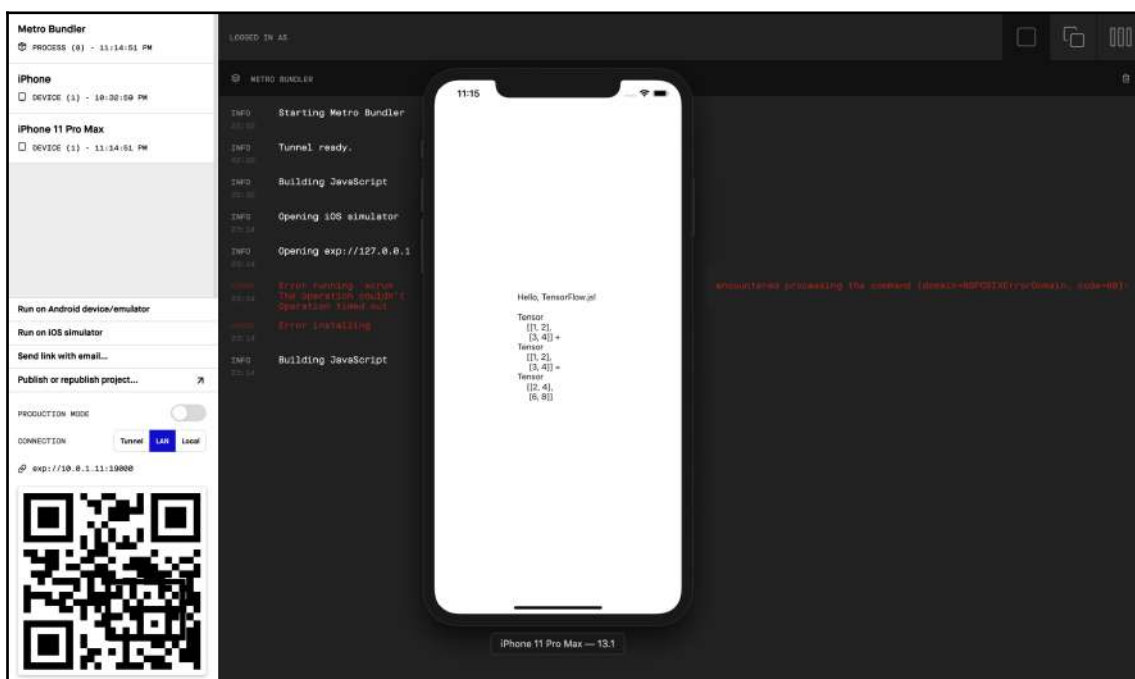 Metro Bundler
PROCESS (0) - 11:14:51 PM
iPhone
DEVICE (1) - 10:32:59 PM
iPhone 11 Pro Max
DEVICE (1) - 11:14:51 PM
Run on Android device/emulator
Run on iOS simulator
Send link with email...
Publish or republish project...
PRODUCTION MODE
CONNECTION
Tunnel
LAN
Local
exp://10.0.1.11:19000
LOGGED IN AS
METRO BUNDLER
INFO
Starting Metro Bundler
INFO
Tunnel ready.
INFO
Building JavaScript
INFO
Opening iOS simulator
INFO
Opening exp://127.0.0.1
Error running `xcrun
The operation couldn't
Operation timed out
encountered processing the command (domain=NSPOSIXErrorDomain, code=60):
Error installing
INFO
Building JavaScript
11:15
Hello, TensorFlow.js!
Tensor
[[1, 2],
[3, 4]] +
Tensor
[[1, 2],
[3, 4]] =
Tensor
[[2, 4],
[6, 8]]
iPhone 11 Pro Max — 13.1